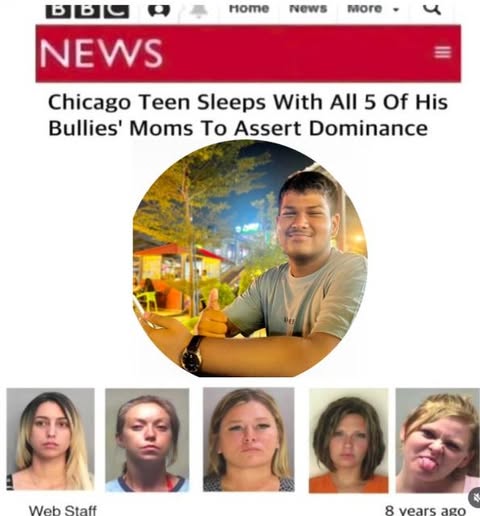 BBC Home News More
NEWS
Chicago Teen Sleeps With All 5 Of His
Bullies' Moms To Assert Dominance
Web Staff 8 years ago